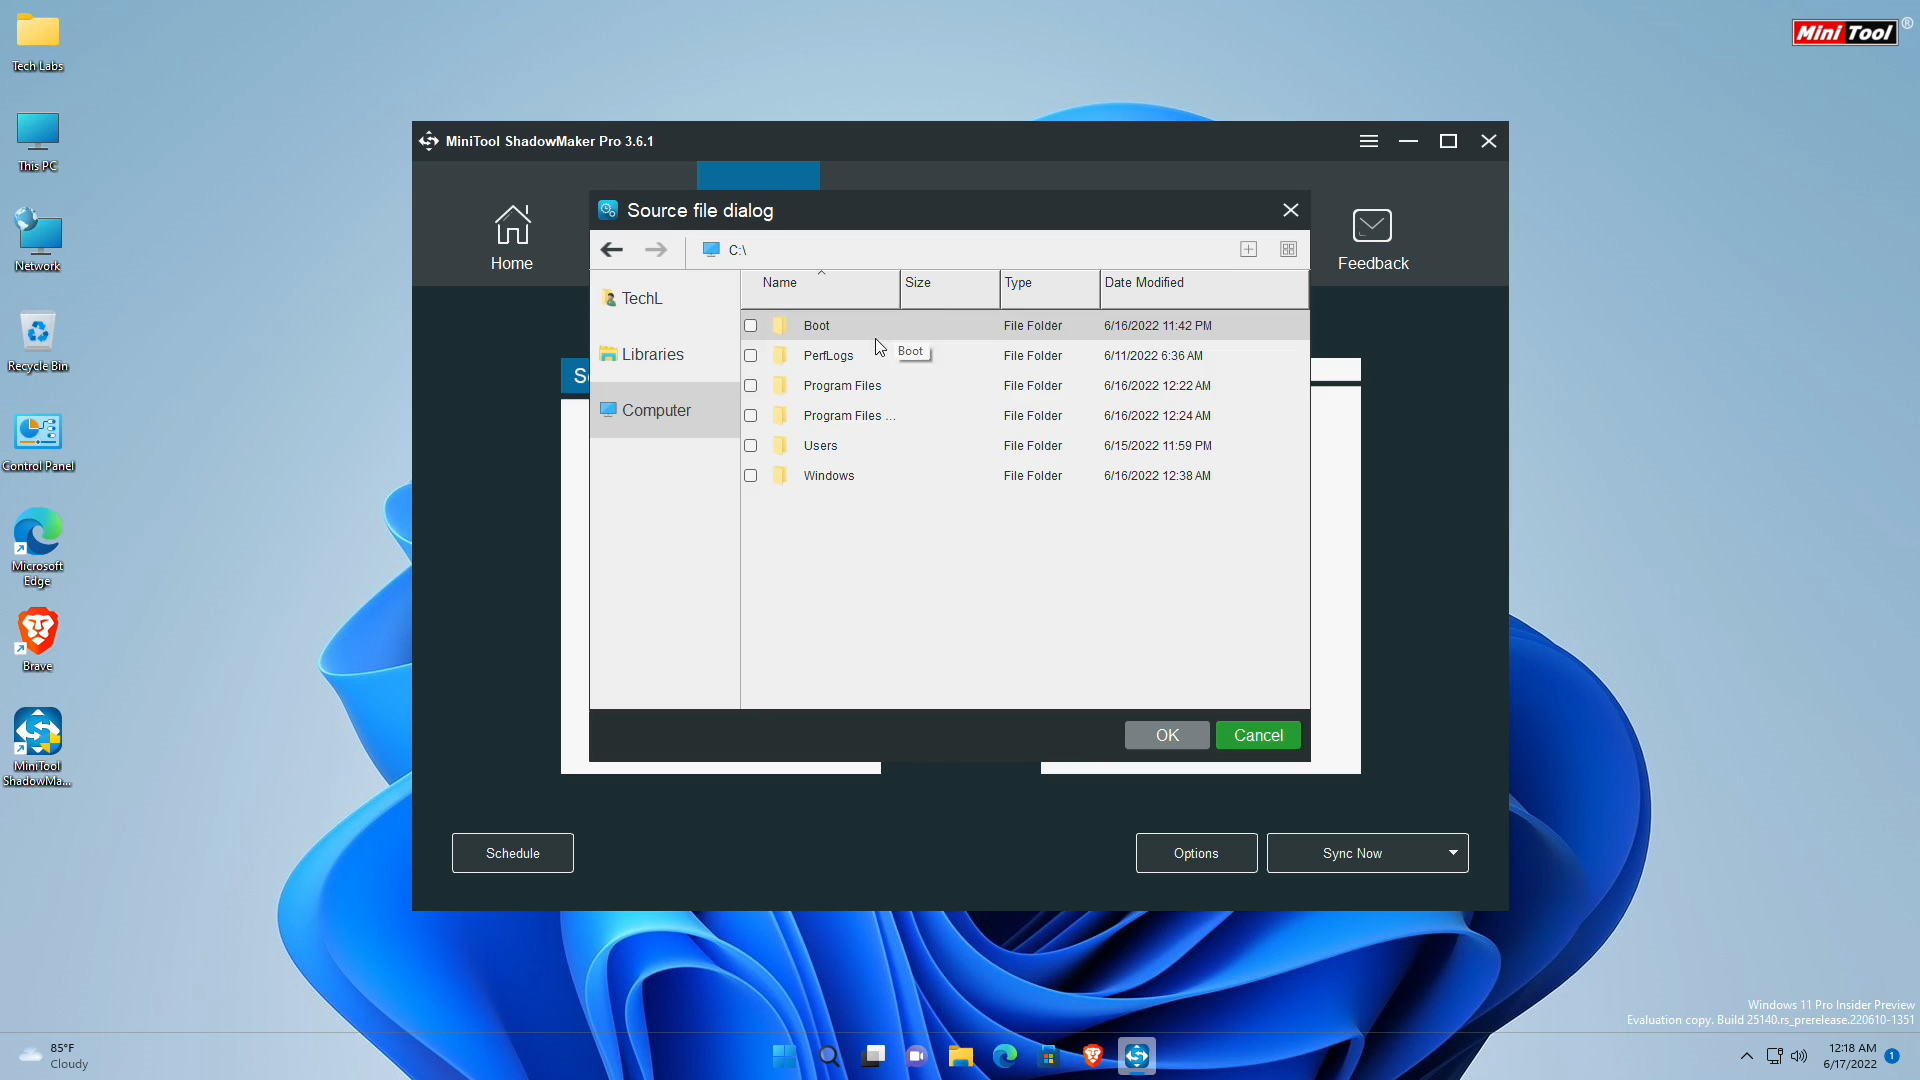 Tech Labs
This PC
Network
Recycle Bin
Control Panel
Microsoft
Edge
Brave
MiniTool
ShadowMa...
Mini Tool ®
MiniTool ShadowMaker Pro 3.6.1
Home
Feedback
Source file dialog
C:\
TechL
Libraries
Computer
Name Size Type Date Modified
Boot File Folder 6/16/2022 11:42 PM
Boot
PerfLogs File Folder 6/11/2022 6:36 AM
Program Files File Folder 6/16/2022 12:22 AM
Program Files ... File Folder 6/16/2022 12:24 AM
Users File Folder 6/15/2022 11:59 PM
Windows File Folder 6/16/2022 12:38 AM
OK Cancel
Schedule Options Sync Now
Windows 11 Pro Insider Preview
Evaluation copy. Build 25140.rs_prerelease.220610-1351
85°F
Cloudy
12:18 AM
6/17/2022
1